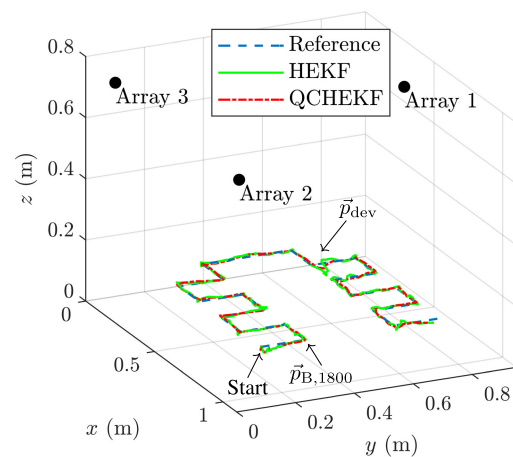 0.8
0.6
0.4
0.2
0
z (m)
Reference
HEKF
QCHEKF
Array 3
Array 1
Array 2
p⃗dev
Start
p⃗B,1800
0
0.5
1
x (m)
0
0.2
0.4
0.6
0.8
y (m)